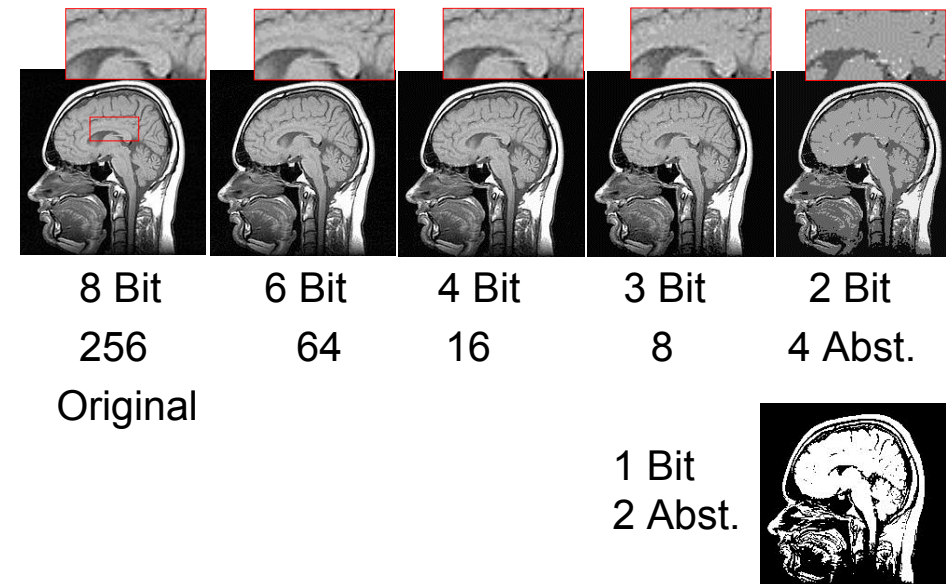 8 Bit 6 Bit 4 Bit 3 Bit 2 Bit
256 64 16 8 4 Abst.
Original
1 Bit
2 Abst.